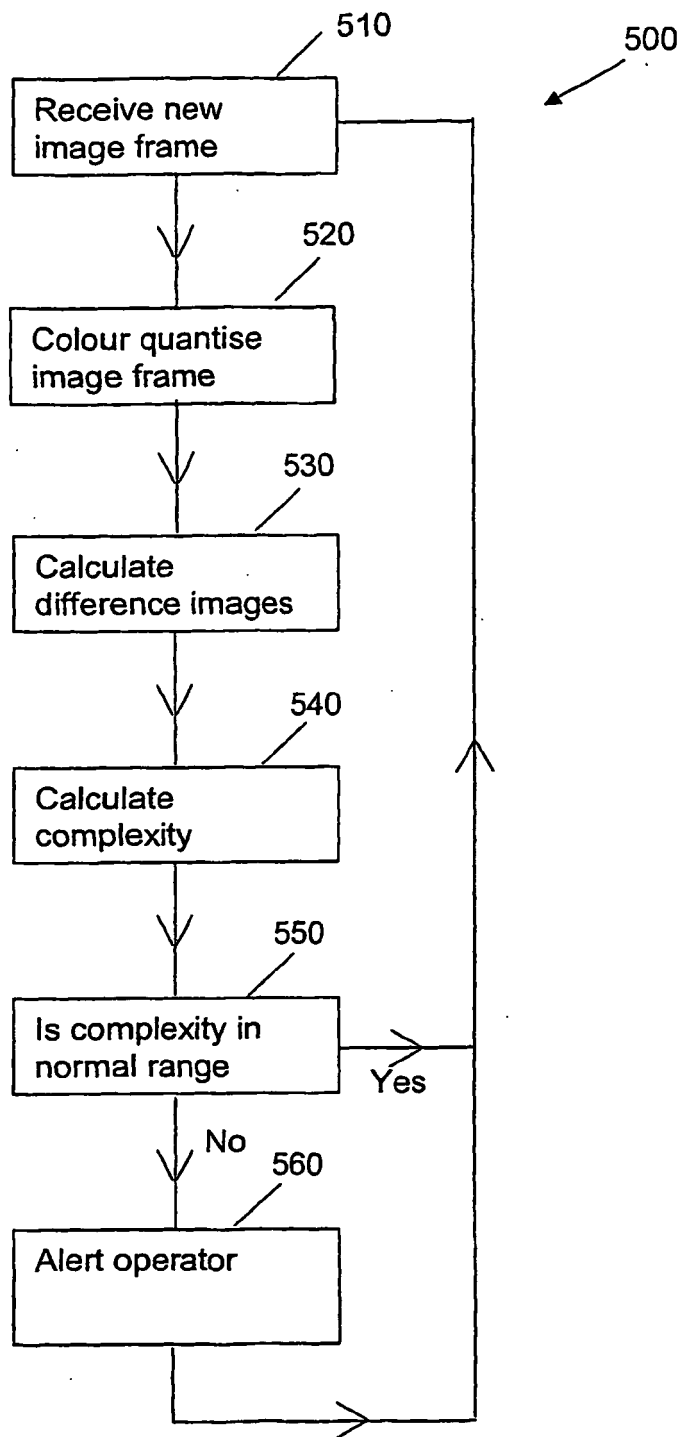 510
500
Receive new
image frame
520
Colour quantise
image frame
530
Calculate
difference images
540
Calculate
complexity
550
Is complexity in
normal range
Yes
No
560
Alert operator